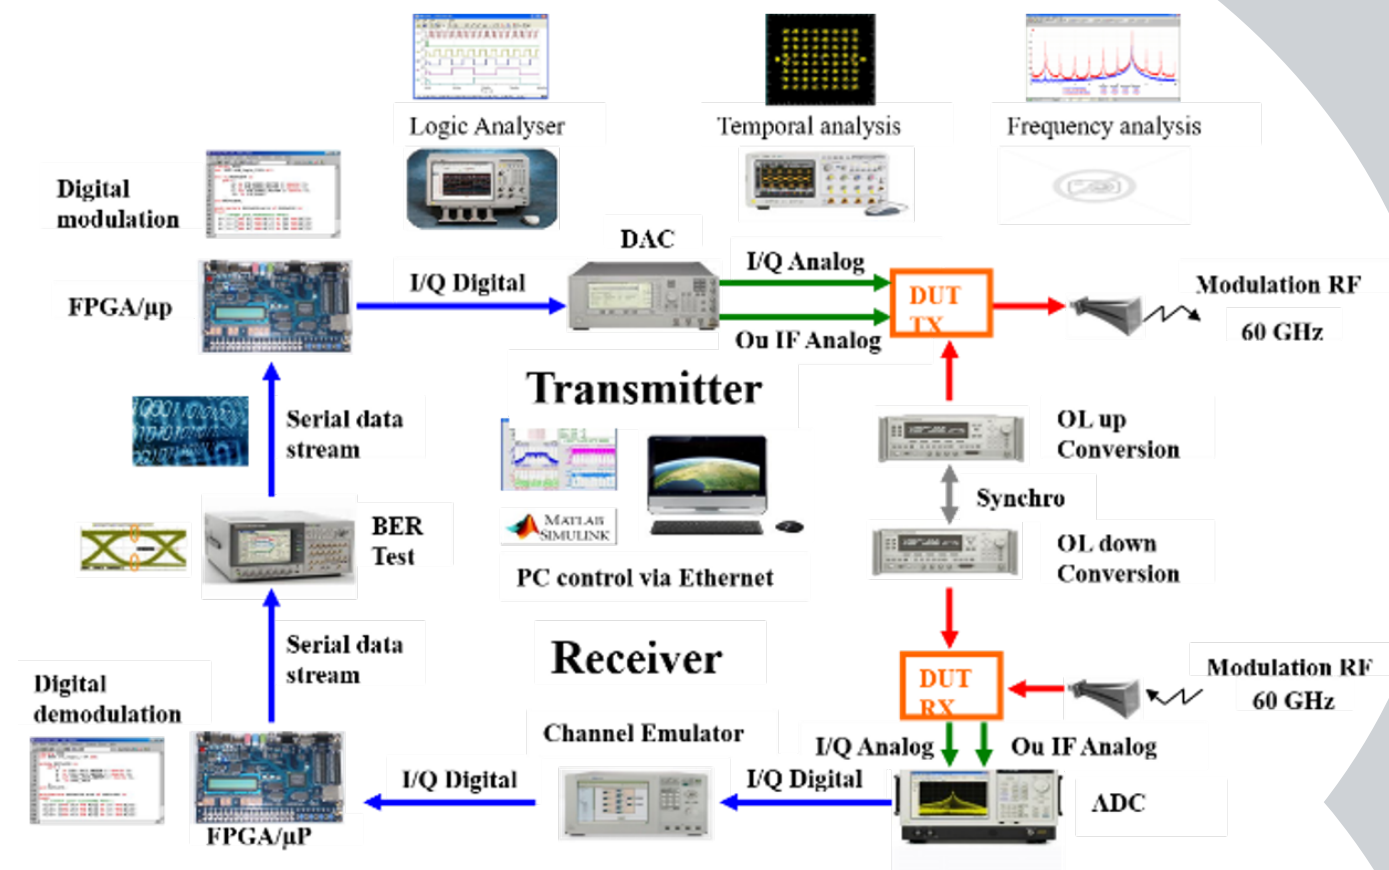 Logic Analyser
Temporal analysis
Frequency analysis
Digital
modulation
DAC
I/Q Digital
I/Q Analog
FPGA/µp
DUT
TX
Modulation RF
60 GHz
Ou IF Analog
Transmitter
Serial data
stream
OL up
Conversion
Synchro
BER
Test
MATLAB
SIMULINK
OL down
Conversion
PC control via Ethernet
Serial data
stream
Receiver
Modulation RF
60 GHz
DUT
RX
Digital
demodulation
Channel Emulator
I/Q Analog
Ou IF Analog
I/Q Digital
I/Q Digital
ADC
FPGA/µP